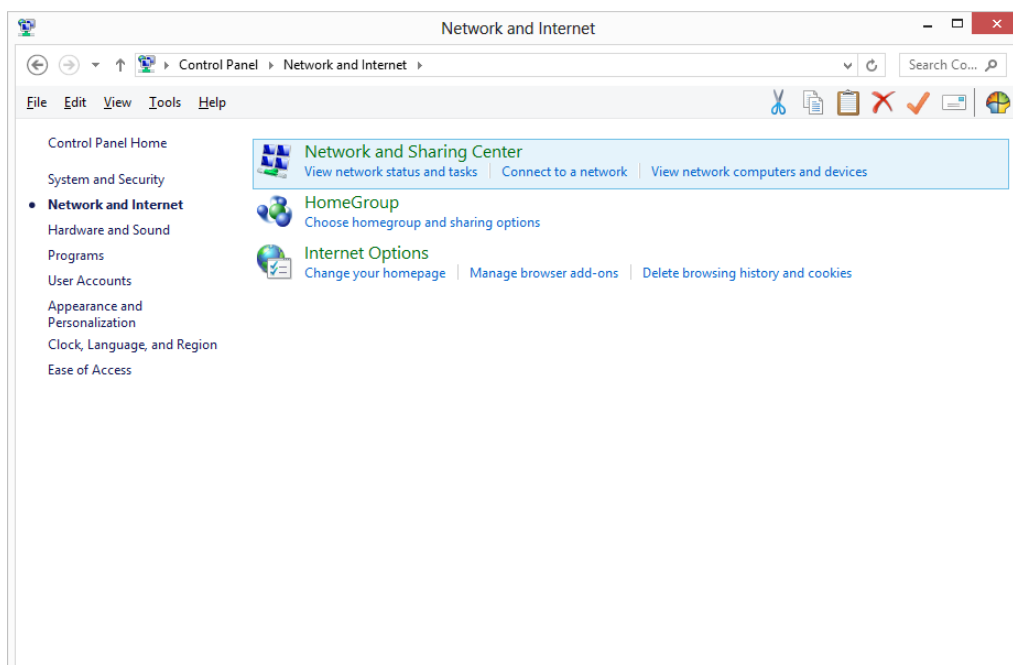 Network and Internet
Control Panel Network and Internet
Search Co...
File Edit View Tools Help
Control Panel Home
System and Security
Network and Internet
Hardware and Sound
Programs
User Accounts
Appearance and
Personalization
Clock, Language, and Region
Ease of Access
Network and Sharing Center
View network status and tasks Connect to a network View network computers and devices
HomeGroup
Choose homegroup and sharing options
Internet Options
Change your homepage Manage browser add-ons Delete browsing history and cookies